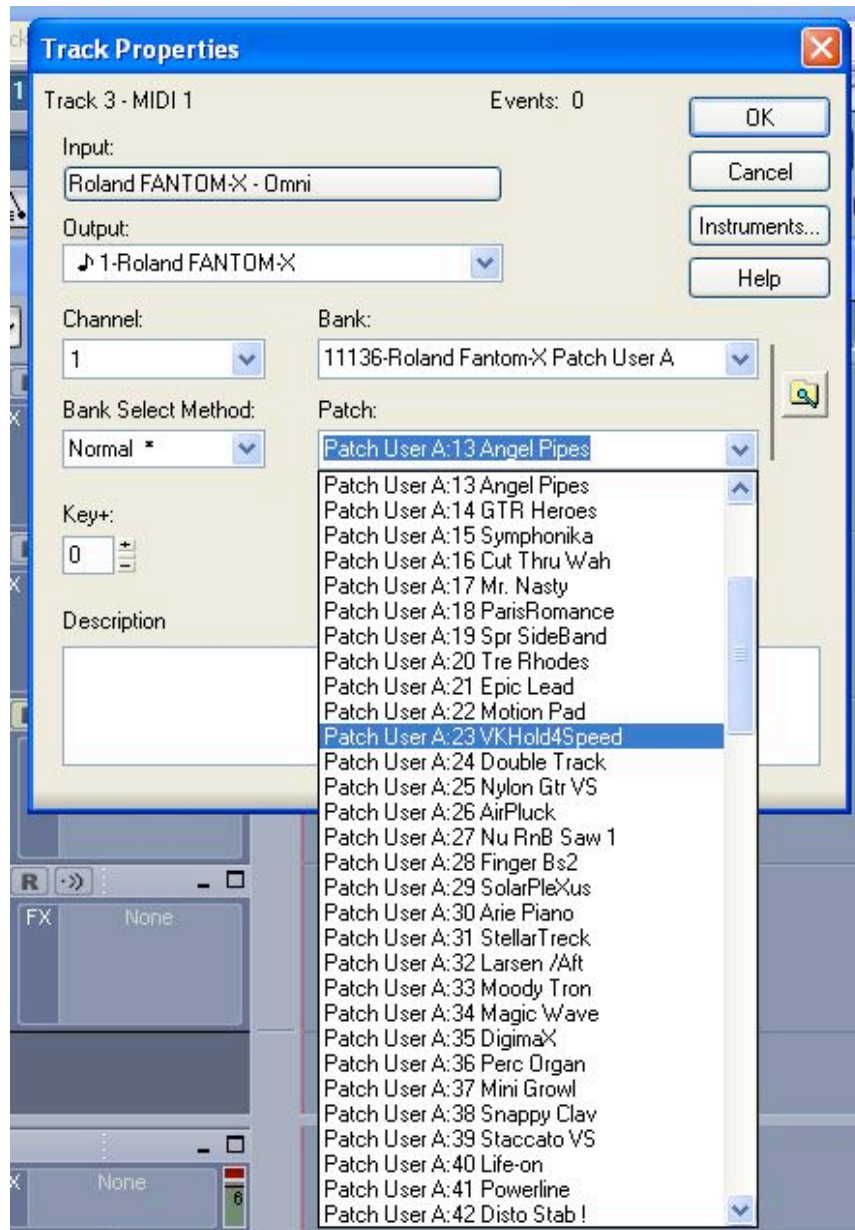 Track Properties
Track 3 - MIDI 1
Events: 0
OK
Input:
Cancel
Roland FANTOM-X - Omni
Output:
Instruments...
1-Roland FANTOM-X
Help
Channel:
Bank:
1
11136-Roland Fantom-X Patch User A
Bank Select Method:
Patch:
Normal *
Patch User A:13 Angel Pipes
Patch User A:13 Angel Pipes
Patch User A:14 GTR Heroes
Key+:
Patch User A:15 Symphonika
0
+
-
Patch User A:16 Cut Thru Wah
Patch User A:17 Mr. Nasty
Description
Patch User A:18 ParisRomance
Patch User A:19 Spr SideBand
Patch User A:20 Tre Rhodes
Patch User A:21 Epic Lead
Patch User A:22 Motion Pad
Patch User A:23 VKHold4Speed
Patch User A:24 Double Track
Patch User A:25 Nylon Gtr VS
Patch User A:26 AirPluck
Patch User A:27 Nu RnB Saw 1
Patch User A:28 Finger Bs2
R
Patch User A:29 SolarPleXus
FX None
Patch User A:30 Arie Piano
Patch User A:31 StellarTreck
Patch User A:32 Larsen /Aft
Patch User A:33 Moody Tron
Patch User A:34 Magic Wave
Patch User A:35 DigimaX
Patch User A:36 Perc Organ
Patch User A:37 Mini Growl
Patch User A:38 Snappy Clav
Patch User A:39 Staccato VS
Patch User A:40 Life-on
None
6
Patch User A:41 Powerline
Patch User A:42 Disto Stab !